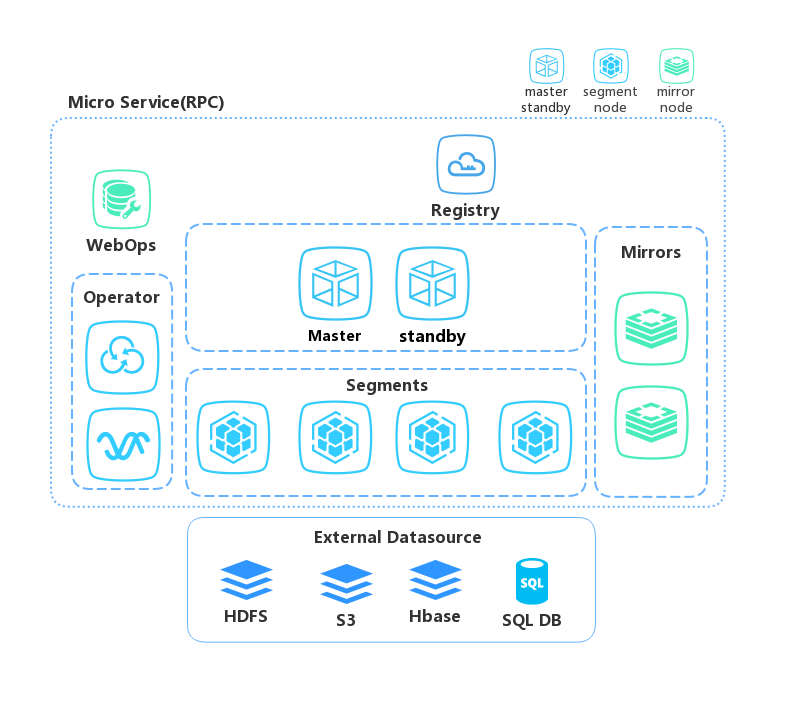 master
standby
segment
node
mirror
node
Micro Service(RPC)
Registry
WebOps
Mirrors
Operator
Master
standby
Segments
External Datasource
SQL
HDFS
S3
Hbase
SQL DB